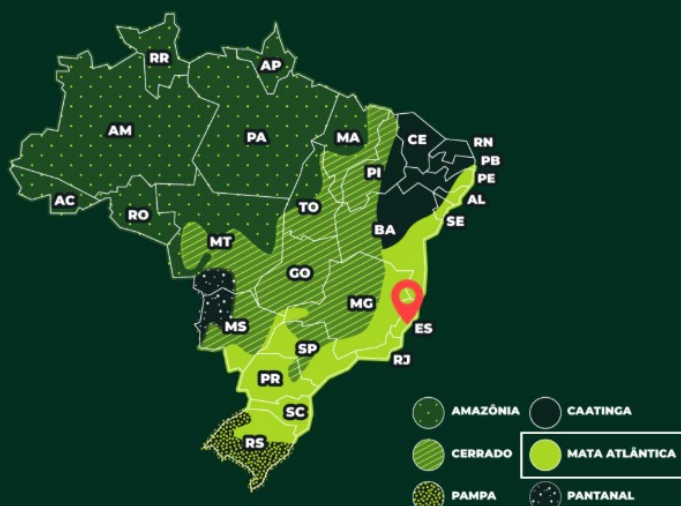 RR
AP
AM
PA
MA
CE
RN
PB
PE
PI
AL
AC
RO
TO
SE
BA
MT
GO
MG
MS
ES
SP
RJ
PR
SC
RS
AMAZÔNIA
CAATINGA
CERRADO
MATA ATLÂNTICA
PAMPA
PANTANAL